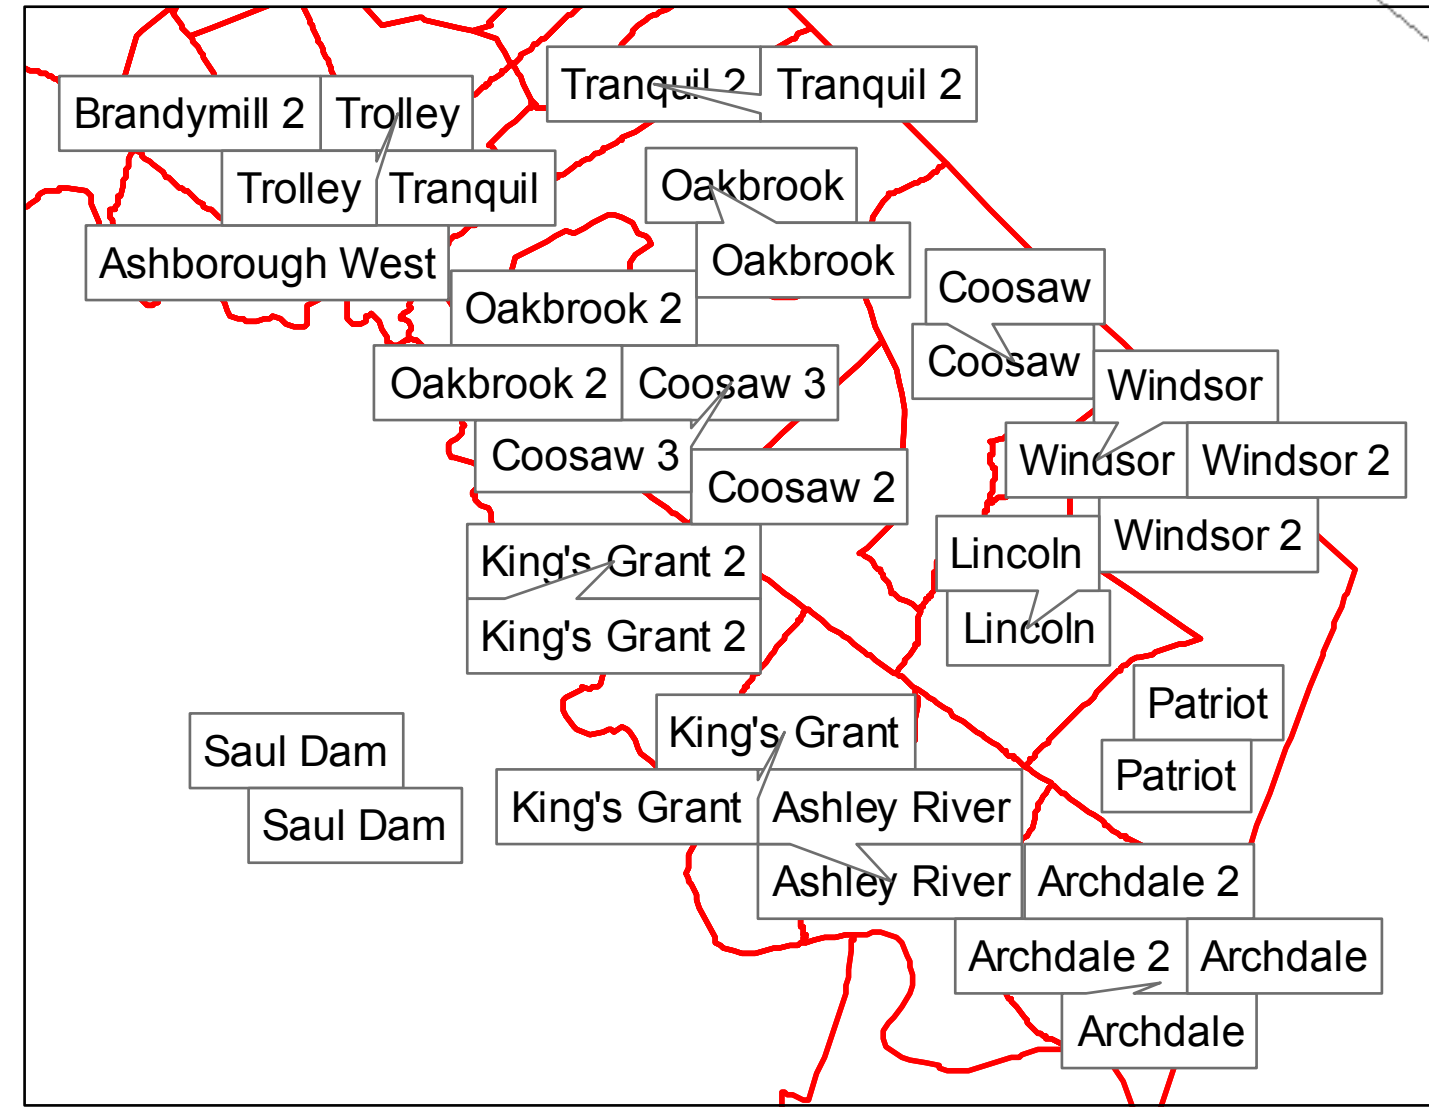 Tranquil 2
Tranquil 2
Brandymill 2
Trolley
Trolley
Tranquil
Oakbrook
Ashborough West
Oakbrook
Coosaw
Oakbrook 2
Coosaw
Oakbrook 2
Coosaw 3
Windsor
Coosaw 3
Windsor
Windsor 2
Coosaw 2
Windsor 2
King's Grant 2
Lincoln
King's Grant 2
Lincoln
Patriot
King's Grant
Saul Dam
Patriot
King's Grant
Ashley River
Saul Dam
Ashley River
Archdale 2
Archdale 2
Archdale
Archdale